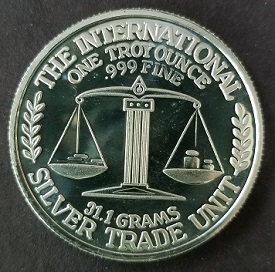 THE INTERNATIONAL
ONE TROY OUNCE
.999 FINE
31.1 GRAMS
SILVER TRADE UNIT